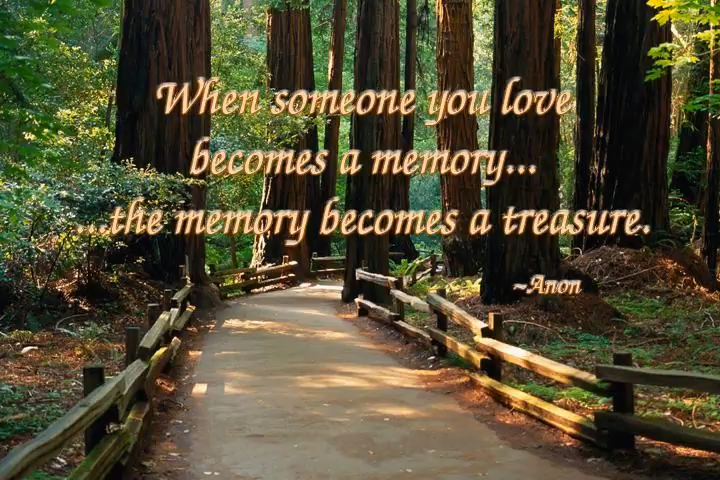 When someone you love
becomes a memory...
...the memory becomes a treasure.
~Anon